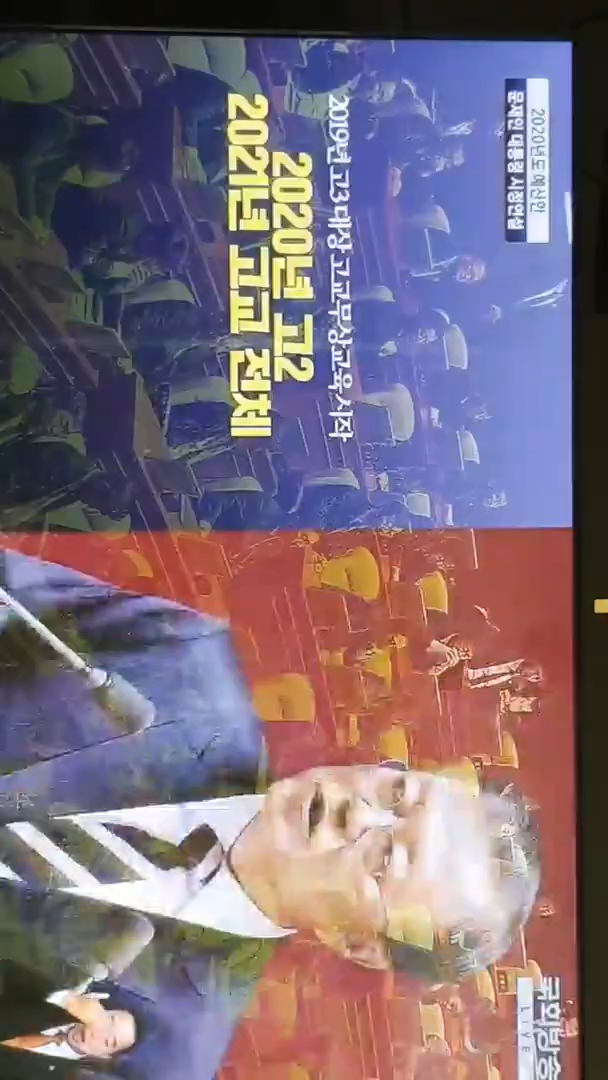 2020년도 예산안
문재인 대통령 시정연설
국회방송
LIVE
2019년 고3 대상 고교무상교육 시작
2020년 고2
2021년 고교 전체